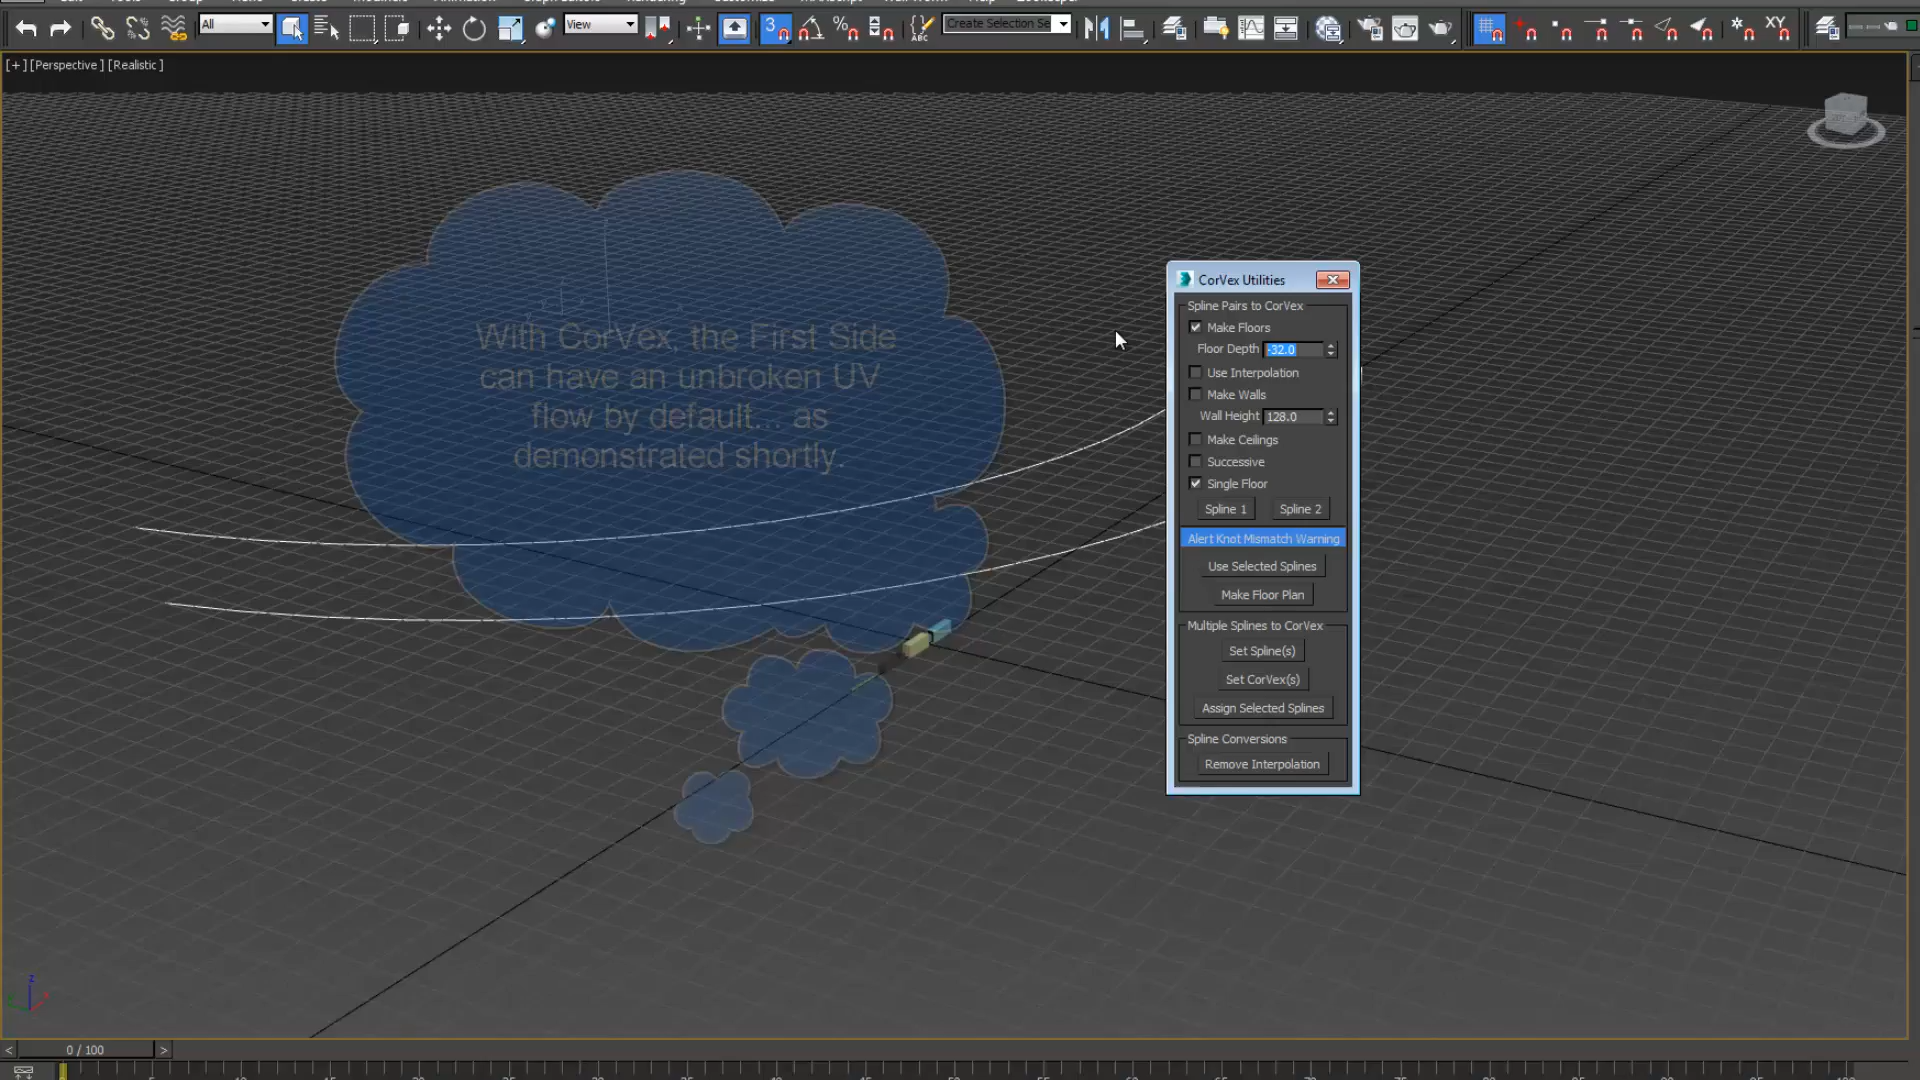 All
View
3
%
ABC
Create Selection Se
XY
[+] [Perspective ] [Realistic ]
With CorVex, the First Side
can have an unbroken UV
flow by default... as
demonstrated shortly.
CorVex Utilities
Spline Pairs to CorVex
Make Floors
Floor Depth -32.0
Use Interpolation
Make Walls
Wall Height 128.0
Make Ceilings
Successive
Single Floor
Spline 1 Spline 2
Alert Knot Mismatch Warning
Use Selected Splines
Make Floor Plan
Multiple Splines to CorVex
Set Spline(s)
Set CorVex(s)
Assign Selected Splines
Spline Conversions
Remove Interpolation
z
< 0 / 100 >